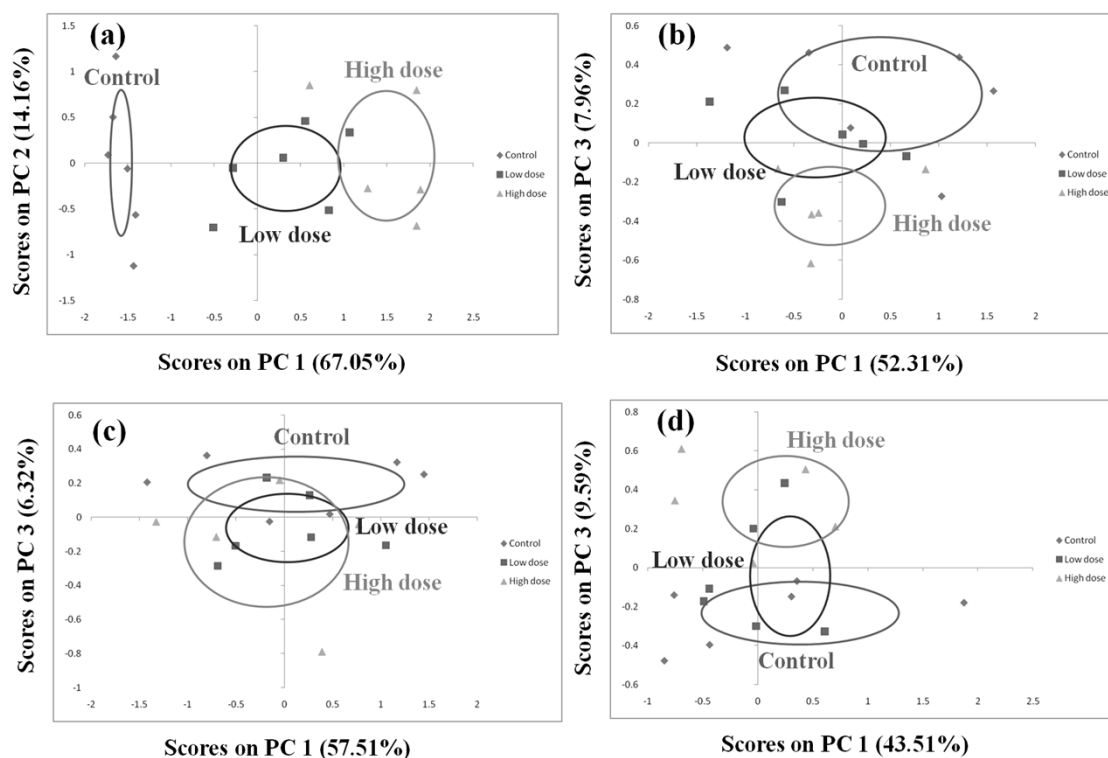 (a)
Control
High dose
Low dose
Scores on PC 2 (14.16%)
1.5
1
0.5
0
-0.5
-1
-1.5
-2
-1.5
-1
-0.5
0
0.5
1
1.5
2
2.5
Control
Low dose
High dose
Scores on PC 1 (67.05%)
(b)
Control
Low dose
High dose
Scores on PC 3 (7.96%)
0.6
0.4
0.2
0
-0.2
-0.4
-0.6
-0.8
-1.5
-1
-0.5
0
0.5
1
1.5
2
Control
Low dose
High dose
Scores on PC 1 (52.31%)
(c)
Control
Low dose
High dose
Scores on PC 3 (6.32%)
0.6
0.4
0.2
0
-0.2
-0.4
-0.6
-0.8
-1
-2
-1.5
-1
-0.5
0
0.5
1
1.5
2
Control
Low dose
High dose
Scores on PC 1 (57.51%)
(d)
High dose
Low dose
Control
Scores on PC 3 (9.59%)
0.8
0.6
0.4
0.2
0
-0.2
-0.4
-0.6
-1
-0.5
0
0.5
1
1.5
2
2.5
Control
Low dose
High dose
Scores on PC 1 (43.51%)